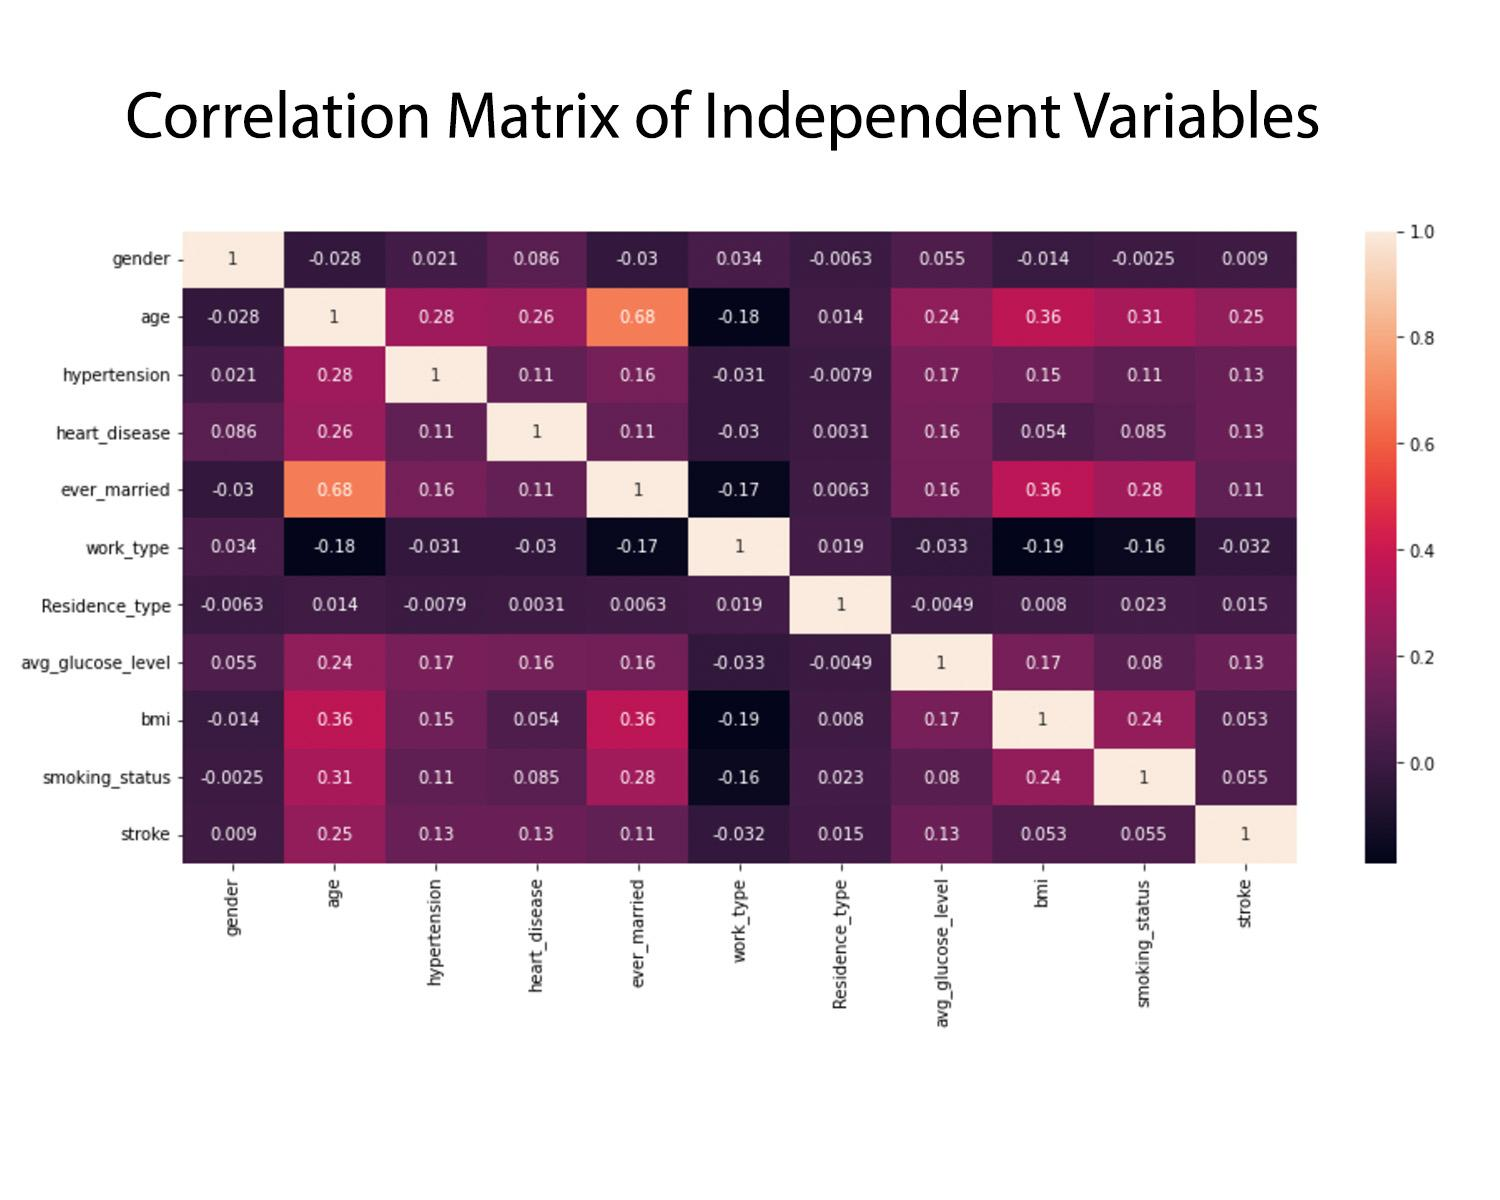 Correlation Matrix of Independent Variables
1.0
gender 1 -0.028 0.021 0.086 -0.03 0.034 -0.0063 0.055 -0.014 -0.0025 0.009
age -0.028 1 0.28 0.26 0.68 -0.18 0.014 0.24 0.36 0.31 0.25
0.8
hypertension 0.021 0.28 1 0.11 0.16 -0.031 -0.0079 0.17 0.15 0.11 0.13
heart_disease 0.086 0.26 0.11 1 0.11 -0.03 0.0031 0.16 0.054 0.085 0.13
0.6
ever_married -0.03 0.68 0.16 0.11 1 -0.17 0.0063 0.16 0.36 0.28 0.11
work_type 0.034 -0.18 -0.031 -0.03 -0.17 1 0.019 -0.033 -0.19 -0.16 -0.032
0.4
Residence_type -0.0063 0.014 -0.0079 0.0031 0.0063 0.019 1 -0.0049 0.008 0.023 0.015
avg_glucose_level 0.055 0.24 0.17 0.16 0.16 -0.033 -0.0049 1 0.17 0.08 0.13
0.2
bmi -0.014 0.36 0.15 0.054 0.36 -0.19 0.008 0.17 1 0.24 0.053
smoking_status -0.0025 0.31 0.11 0.085 0.28 -0.16 0.023 0.08 0.24 1 0.055
0.0
stroke 0.009 0.25 0.13 0.13 0.11 -0.032 0.015 0.13 0.053 0.055 1
gender
age
hypertension
heart_disease
ever_married
work_type
Residence_type
avg_glucose_level
bmi
smoking_status
stroke